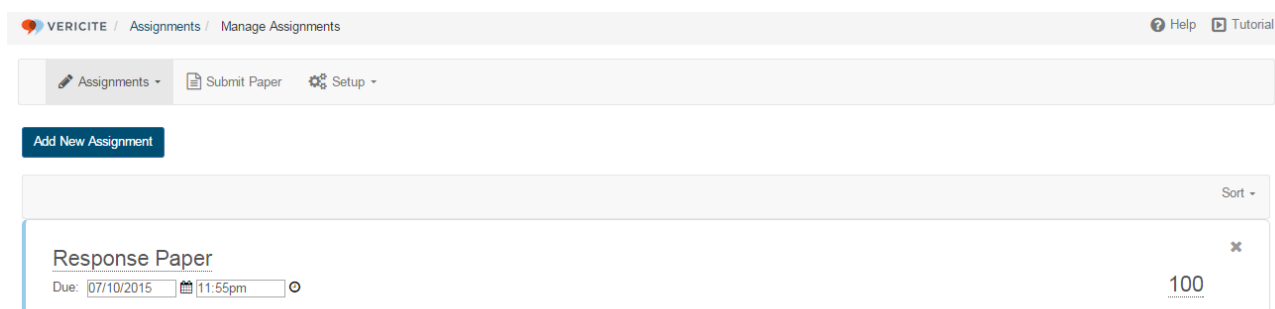 VERICITE / Assignments / Manage Assignments Help Tutorial
Assignments Submit Paper Setup
Add New Assignment
Sort
Response Paper
Due: 07/10/2015 11:55pm
100